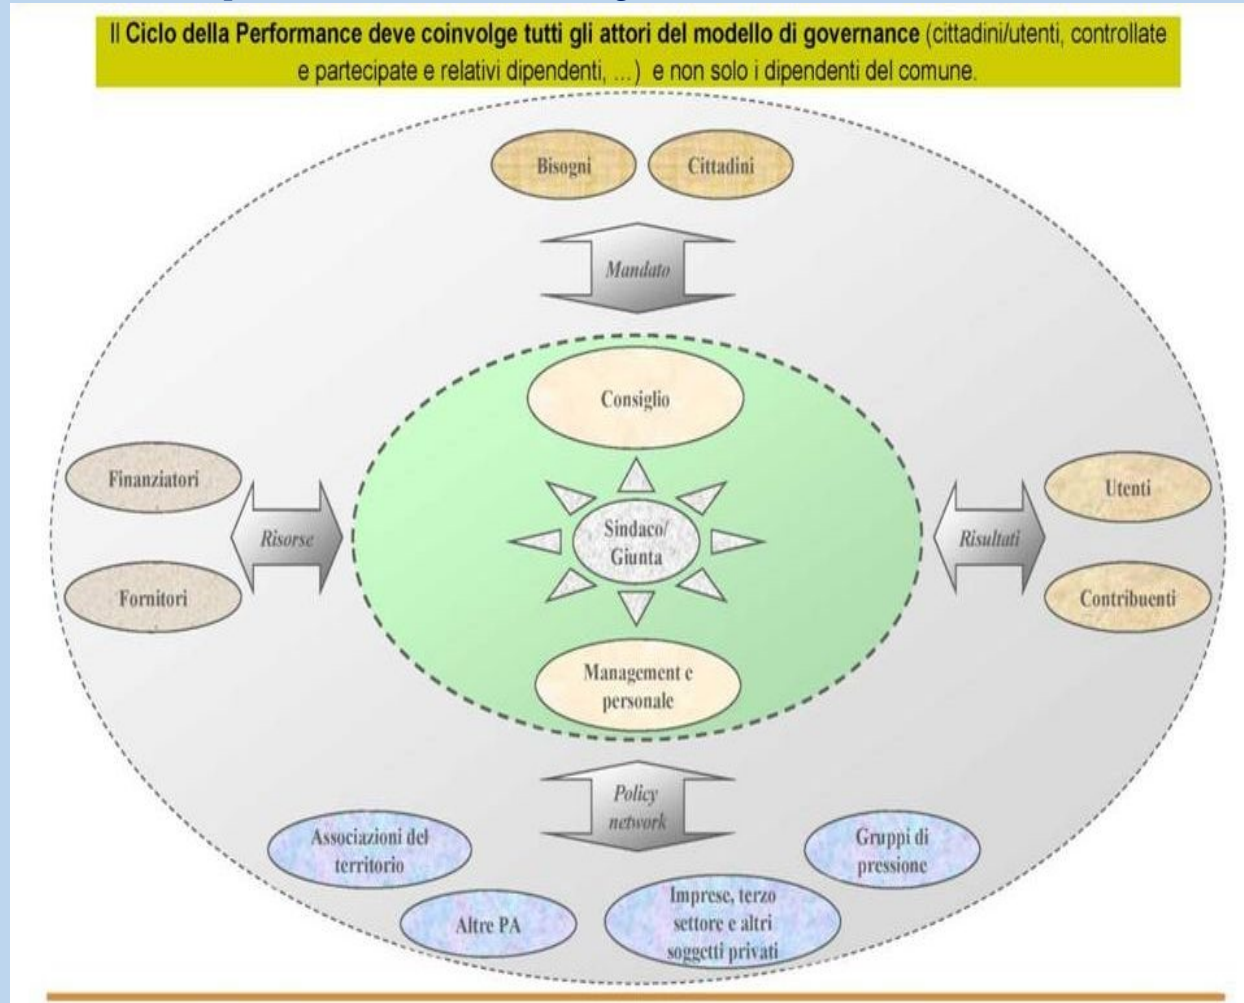 Il Ciclo della Performance deve coinvolge tutti gli attori del modello di governance (cittadini/utenti, controllate
e partecipate e relativi dipendenti, ...) e non solo i dipendenti del comune.
Bisogni
Cittadini
Mandato
Consiglio
Finanziatori
Utenti
Risorse
Sindaco/
Giunta
Risultati
Fornitori
Contribuenti
Management e
personale
Policy
network
Associazioni del
territorio
Gruppi di
pressione
Altre PA
Imprese, terzo
settore e altri
soggetti privati